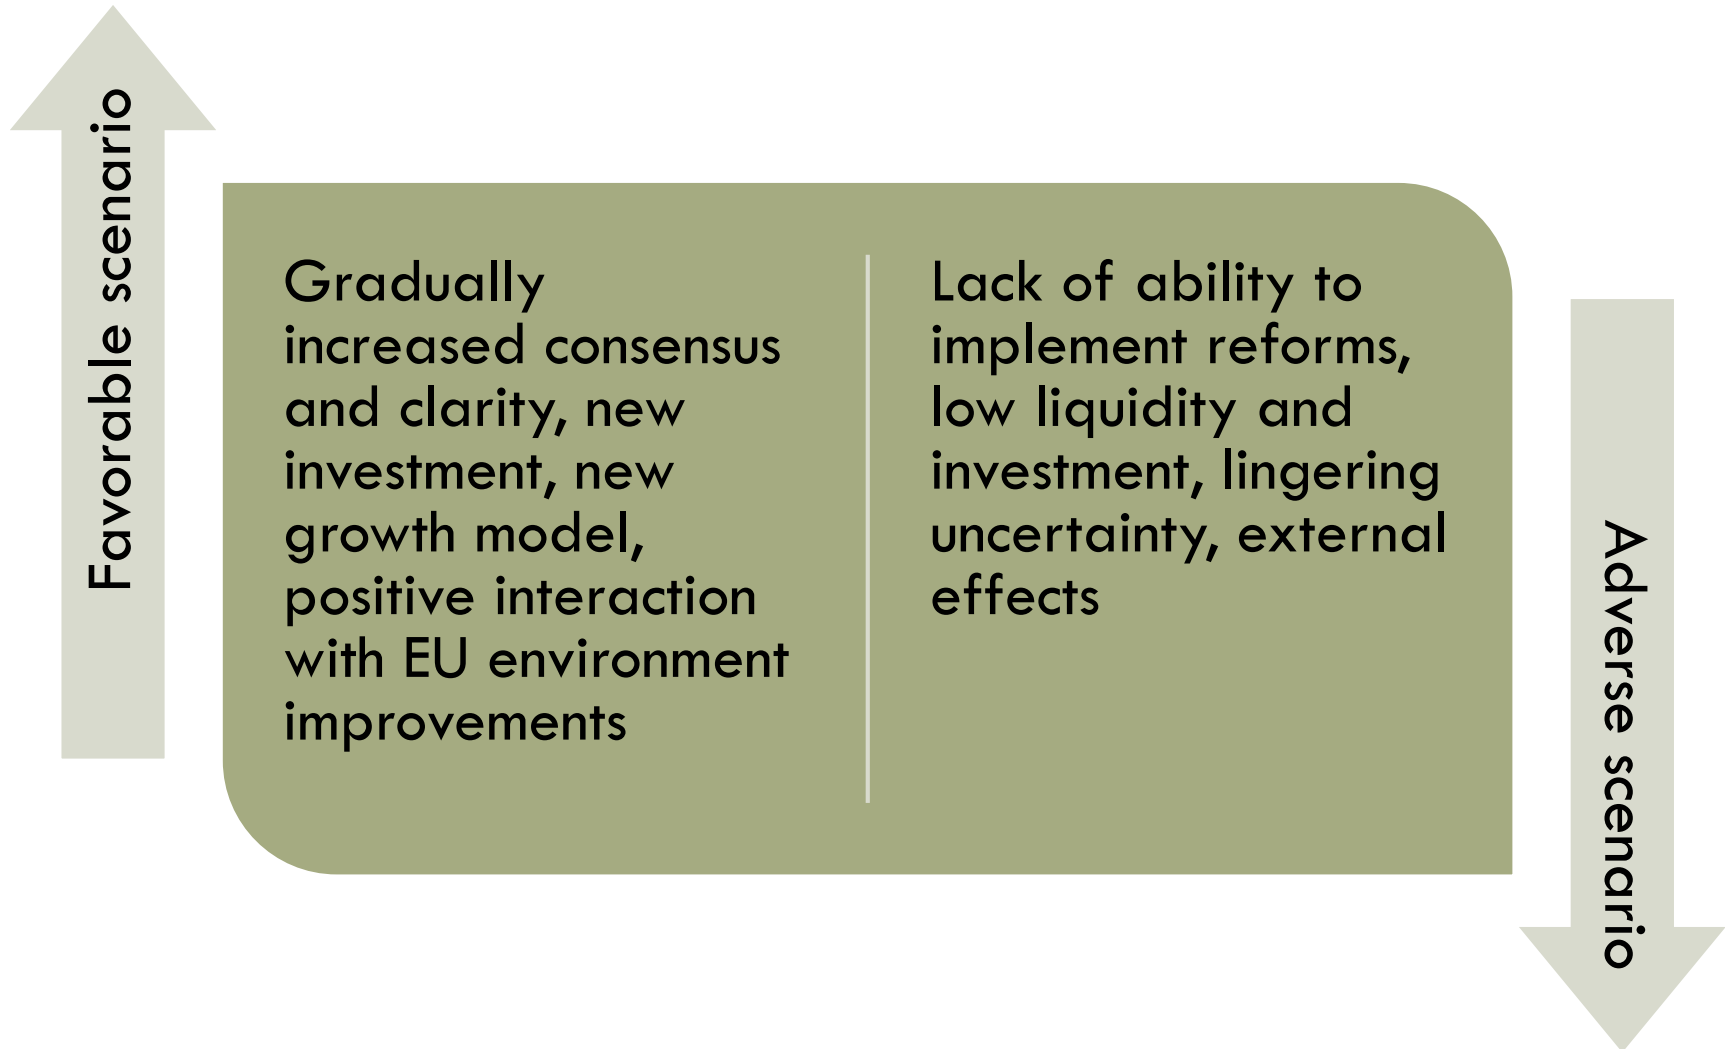 Favorable scenario
Gradually
increased consensus
and clarity, new
investment, new
growth model,
positive interaction
with EU environment
improvements
Lack of ability to
implement reforms,
low liquidity and
investment, lingering
uncertainty, external
effects
Adverse scenario